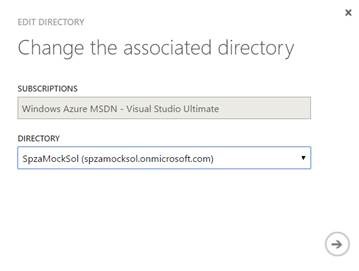 EDIT DIRECTORY
Change the associated directory
SUBSCRIPTIONS
Windows Azure MSDN - Visual Studio Ultimate
DIRECTORY
SpzaMockSol (spzamocksol.onmicrosoft.com)